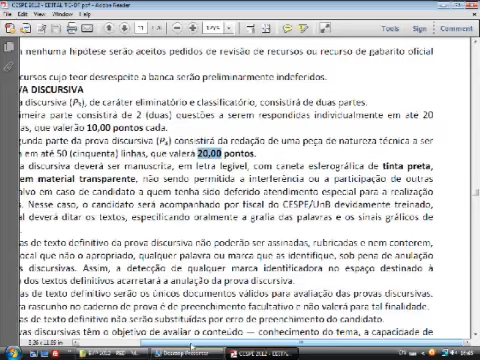 CESPE 2012 - EDITAL TC-DF.pdf - Adobe Reader
Edit View Window Help
Tools Sign Comment
m nenhuma hipótese serão aceitos pedidos de revisão de recursos ou recurso de gabarito oficial
cursos cujo teor desrespeite a banca serão preliminarmente indeferidos.
VA DISCURSIVA
a discursiva
de caráter eliminatório e classificatório, consistirá de duas partes.
meira parte consistirá de 2 (duas) questões a serem respondidas individualmente em até 20
as, que valerão 10,00 pontos cada.
gunda parte da prova discursiva
consistirá da redação de uma peça de natureza técnica a ser
a em até 50 (cinquenta) linhas, que valerá 20,00 pontos.
a discursiva deverá ser manuscrita, em letra legível, com caneta esferográfica de tinta preta,
em material transparente, não sendo permitida a interferência ou a participação de outras
alvo em caso de candidato a quem tenha sido deferido atendimento especial para a realização
Nesse caso, o candidato será acompanhado por fiscal do CESPE/UnB devidamente treinado,
al deverá ditar os textos, especificando oralmente a grafia das palavras e os sinais gráficos de
as de texto definitivo da prova discursiva não poderão ser assinadas, rubricadas e nem conterem,
ocal que não o apropriado, qualquer palavra ou marca que as identifique, sob pena de anulação
s discursivas. Assim, a detecção de qualquer marca identificadora no espaço destinado à
o dos textos definitivos acarretará a anulação da prova discursiva.
as de texto definitivo serão os únicos documentos válidos para avaliação das provas discursivas.
ara rascunho no caderno de prova é de preenchimento facultativo e não valerá para tal finalidade.
as de texto definitivo não serão substituídas por erro de preenchimento do candidato.
vas discursivas têm o objetivo de avaliar o conteúdo — conhecimento do tema, a capacidade de
Desktop Presenter
CESPE 2012 - EDITAL